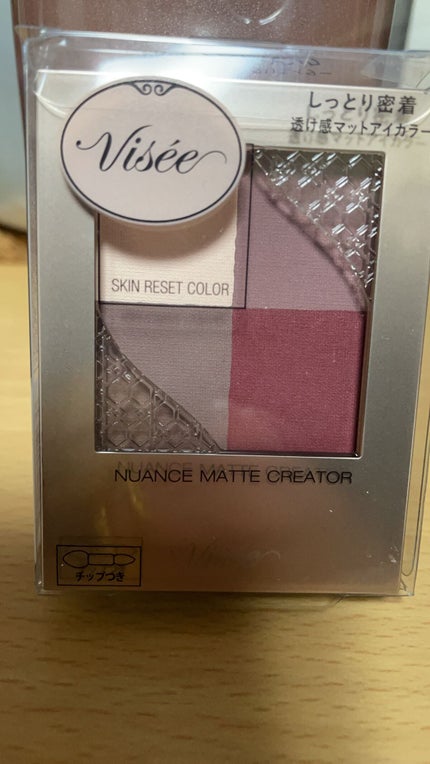 Visée
しっとり密着
透け感マットアイカラー
SKIN RESET COLOR
NUANCE MATTE CREATOR
チップつき